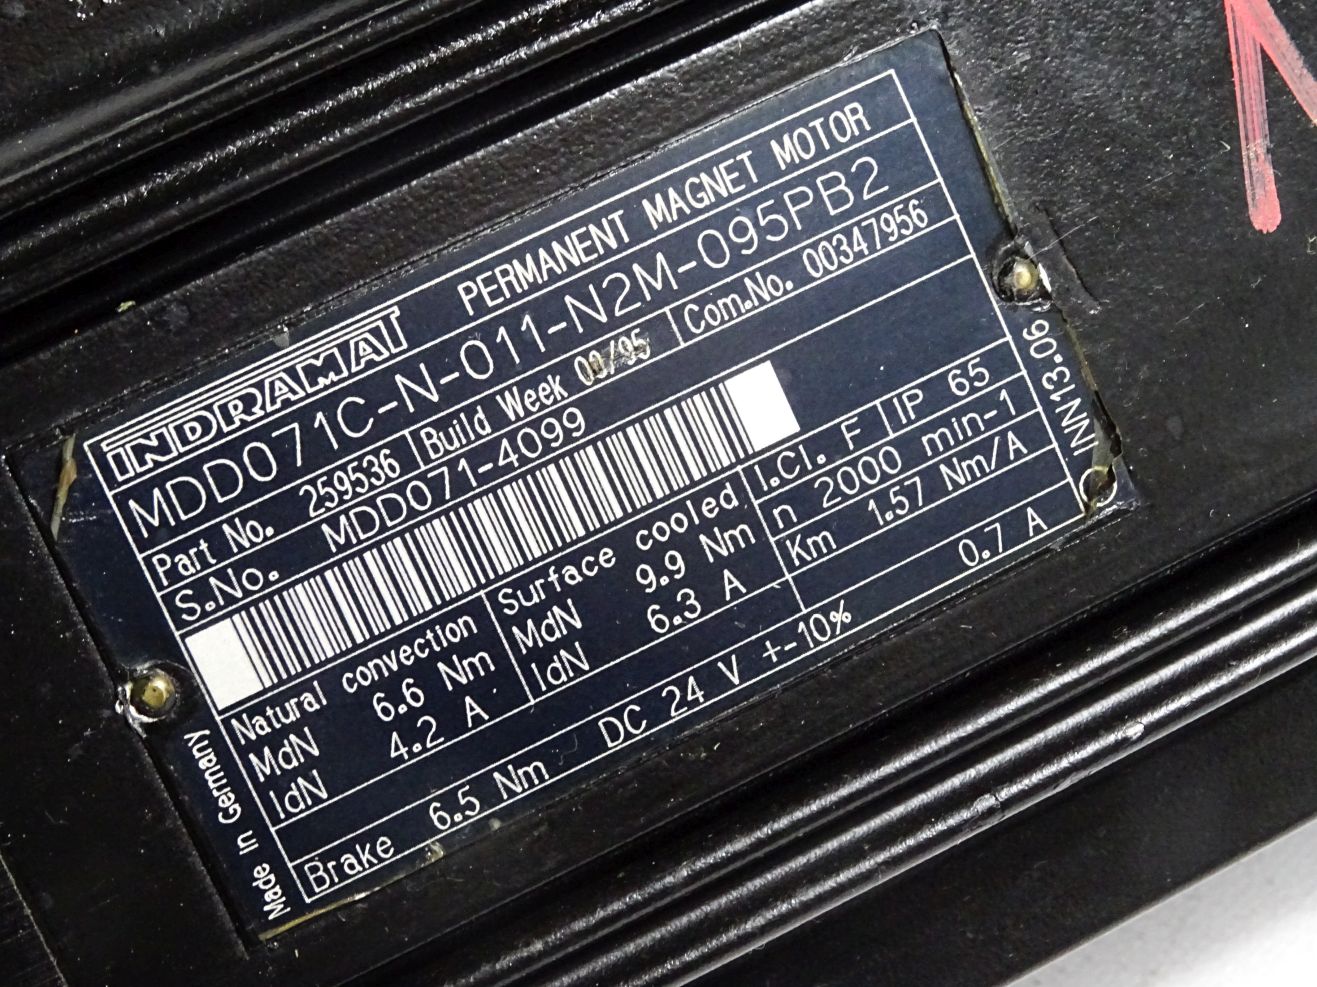 INDRAMAT PERMANENT MAGNET MOTOR
MDD071C-N-011-N2M-095PB2
Part No. 259536 Build Week /95 Com.No. 00347956
S.No. MDD071-4099
Natural convection
MdN 6.6 Nm
IdN 4.2 A
Surface cooled
MdN 9.9 Nm
IdN 6.3 A
I.Cl. F IP 65
n 2000 min-1
Km 1.57 Nm/A
Brake 6.5 Nm DC 24 V +-10% 0.7 A
Made in Germany
INN13.06